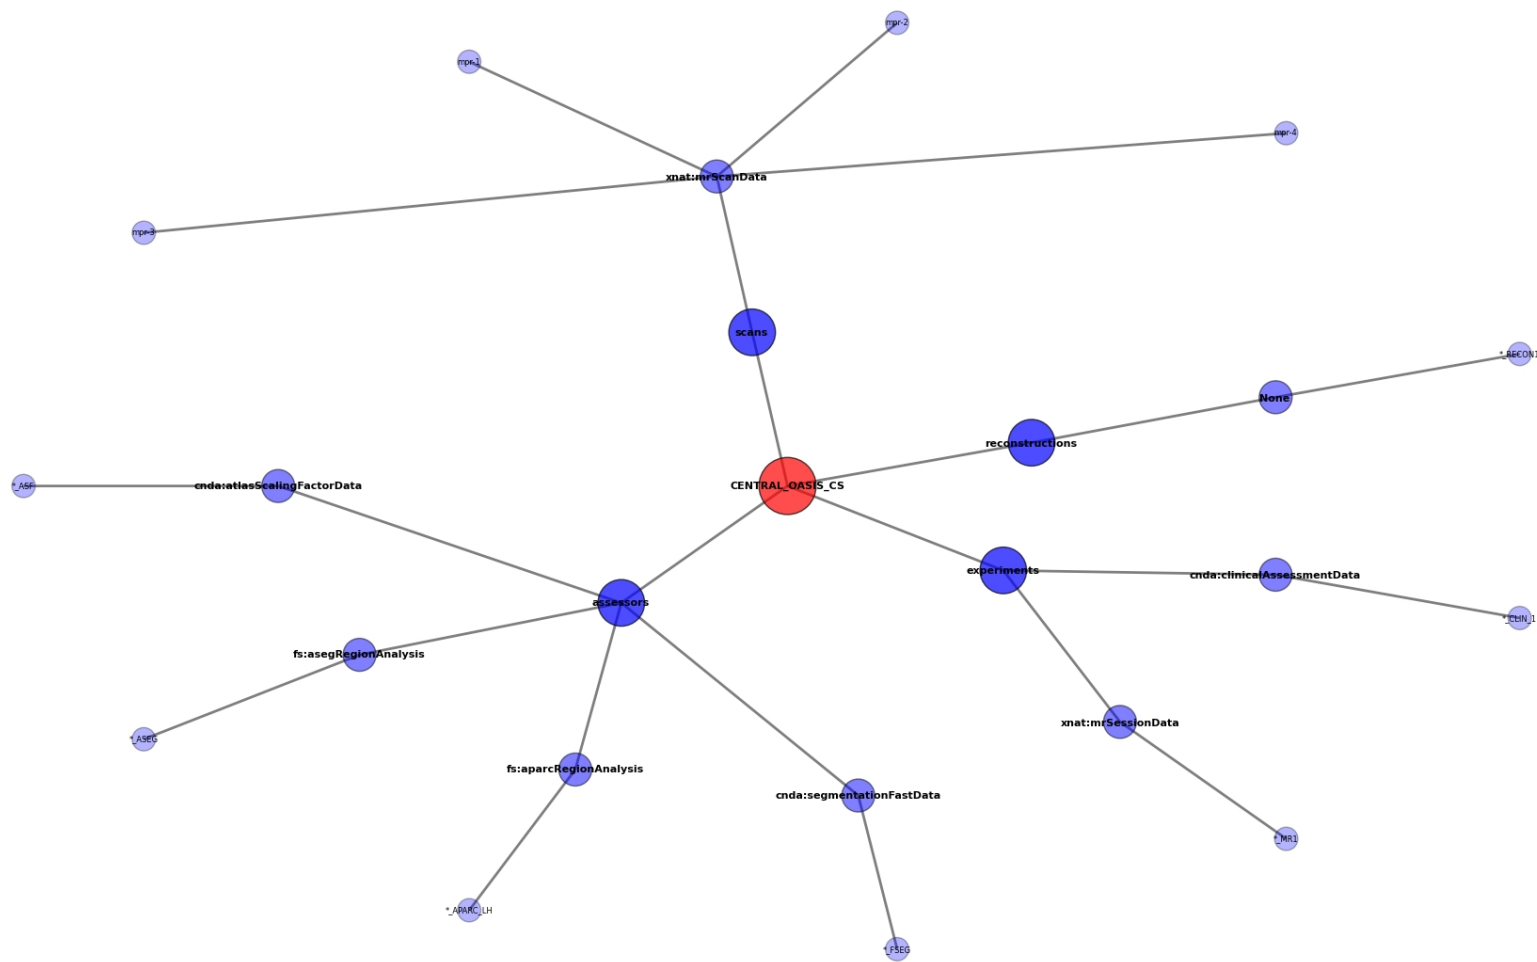 mpr-2
mpr-1
mpr-4
xnat:mrScanData
mpr-3
scans
*_RECON1
None
reconstructions
CENTRAL_OASIS_CS
*_ASF
cnda:atlasScalingFactorData
experiments
cnda:clinicalAssessmentData
assessors
*_CLIN_1
fs:asegRegionAnalysis
xnat:mrSessionData
*_ASEG
fs:aparcRegionAnalysis
cnda:segmentationFastData
*_MR1
*_APARC_LH
*_FSEG